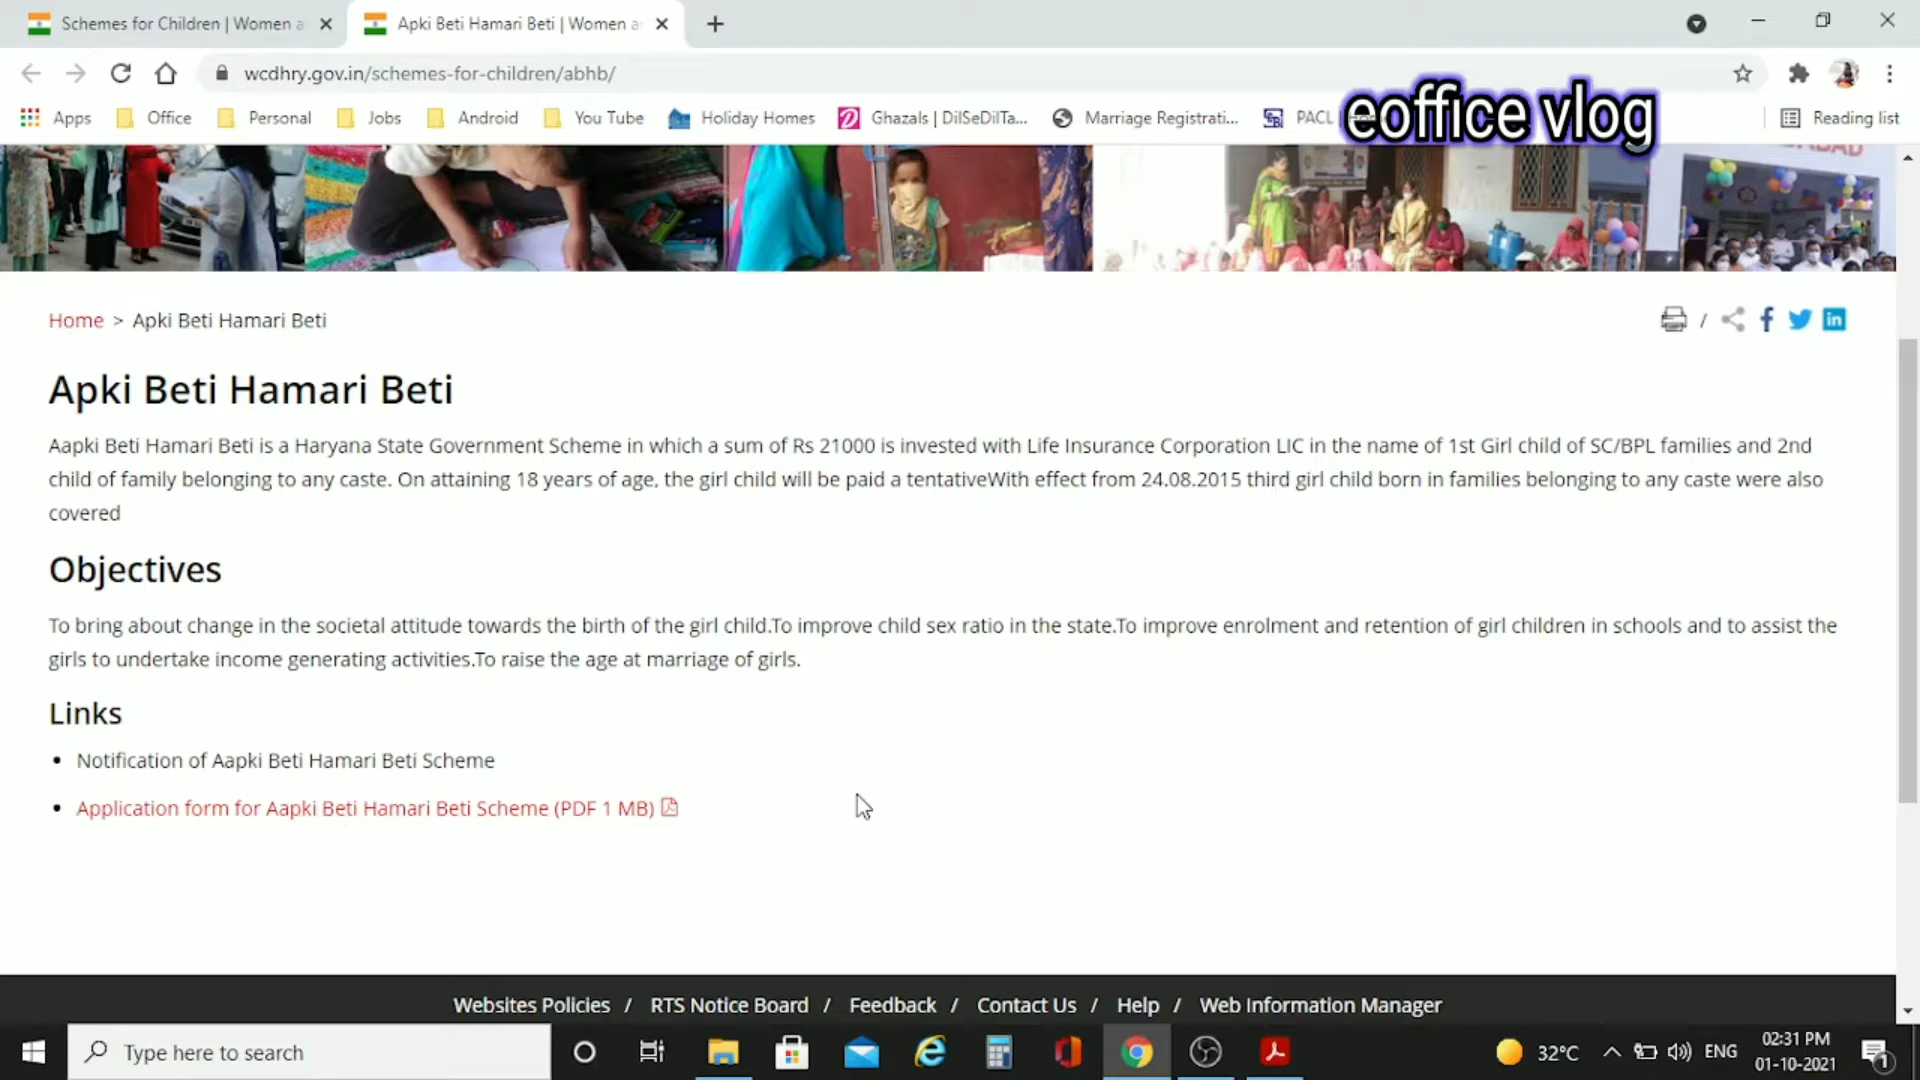 Schemes for Children | Women a
Apki Beti Hamari Beti | Women a
wcdhry.gov.in/schemes-for-children/abhb/
Apps
Office
Personal
Jobs
Android
You Tube
Holiday Homes
Ghazals | DilSeDilTa...
Marriage Registrati...
PACL
eoffice vlog
Reading list
Home > Apki Beti Hamari Beti
Apki Beti Hamari Beti
Aapki Beti Hamari Beti is a Haryana State Government Scheme in which a sum of Rs 21000 is invested with Life Insurance Corporation LIC in the name of 1st Girl child of SC/BPL families and 2nd
child of family belonging to any caste. On attaining 18 years of age, the girl child will be paid a tentativeWith effect from 24.08.2015 third girl child born in families belonging to any caste were also
covered
Objectives
To bring about change in the societal attitude towards the birth of the girl child.To improve child sex ratio in the state.To improve enrolment and retention of girl children in schools and to assist the
girls to undertake income generating activities.To raise the age at marriage of girls.
Links
• Notification of Aapki Beti Hamari Beti Scheme
• Application form for Aapki Beti Hamari Beti Scheme (PDF 1 MB)
Websites Policies / RTS Notice Board / Feedback / Contact Us / Help / Web Information Manager
Type here to search
32°C
ENG
02:31 PM
01-10-2021
1